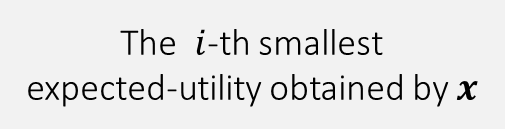 The i-th smallest
expected-utility obtained by x